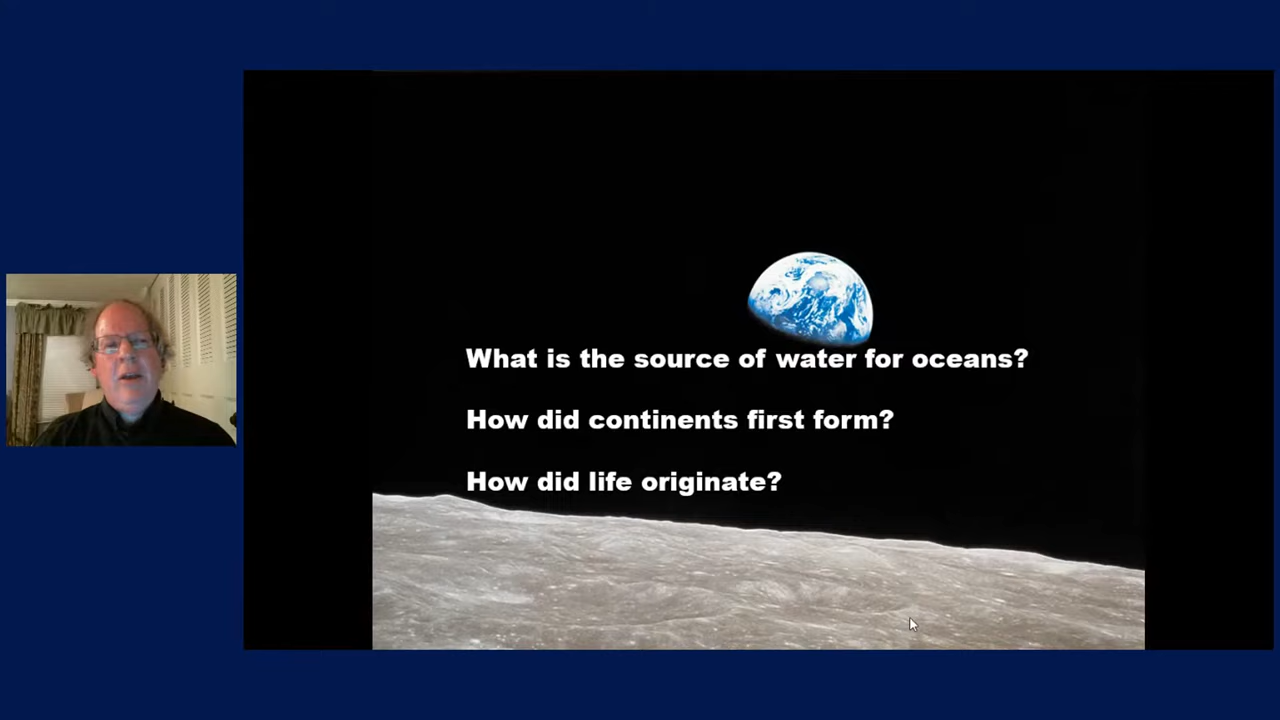 What is the source of water for oceans?
How did continents first form?
How did life originate?